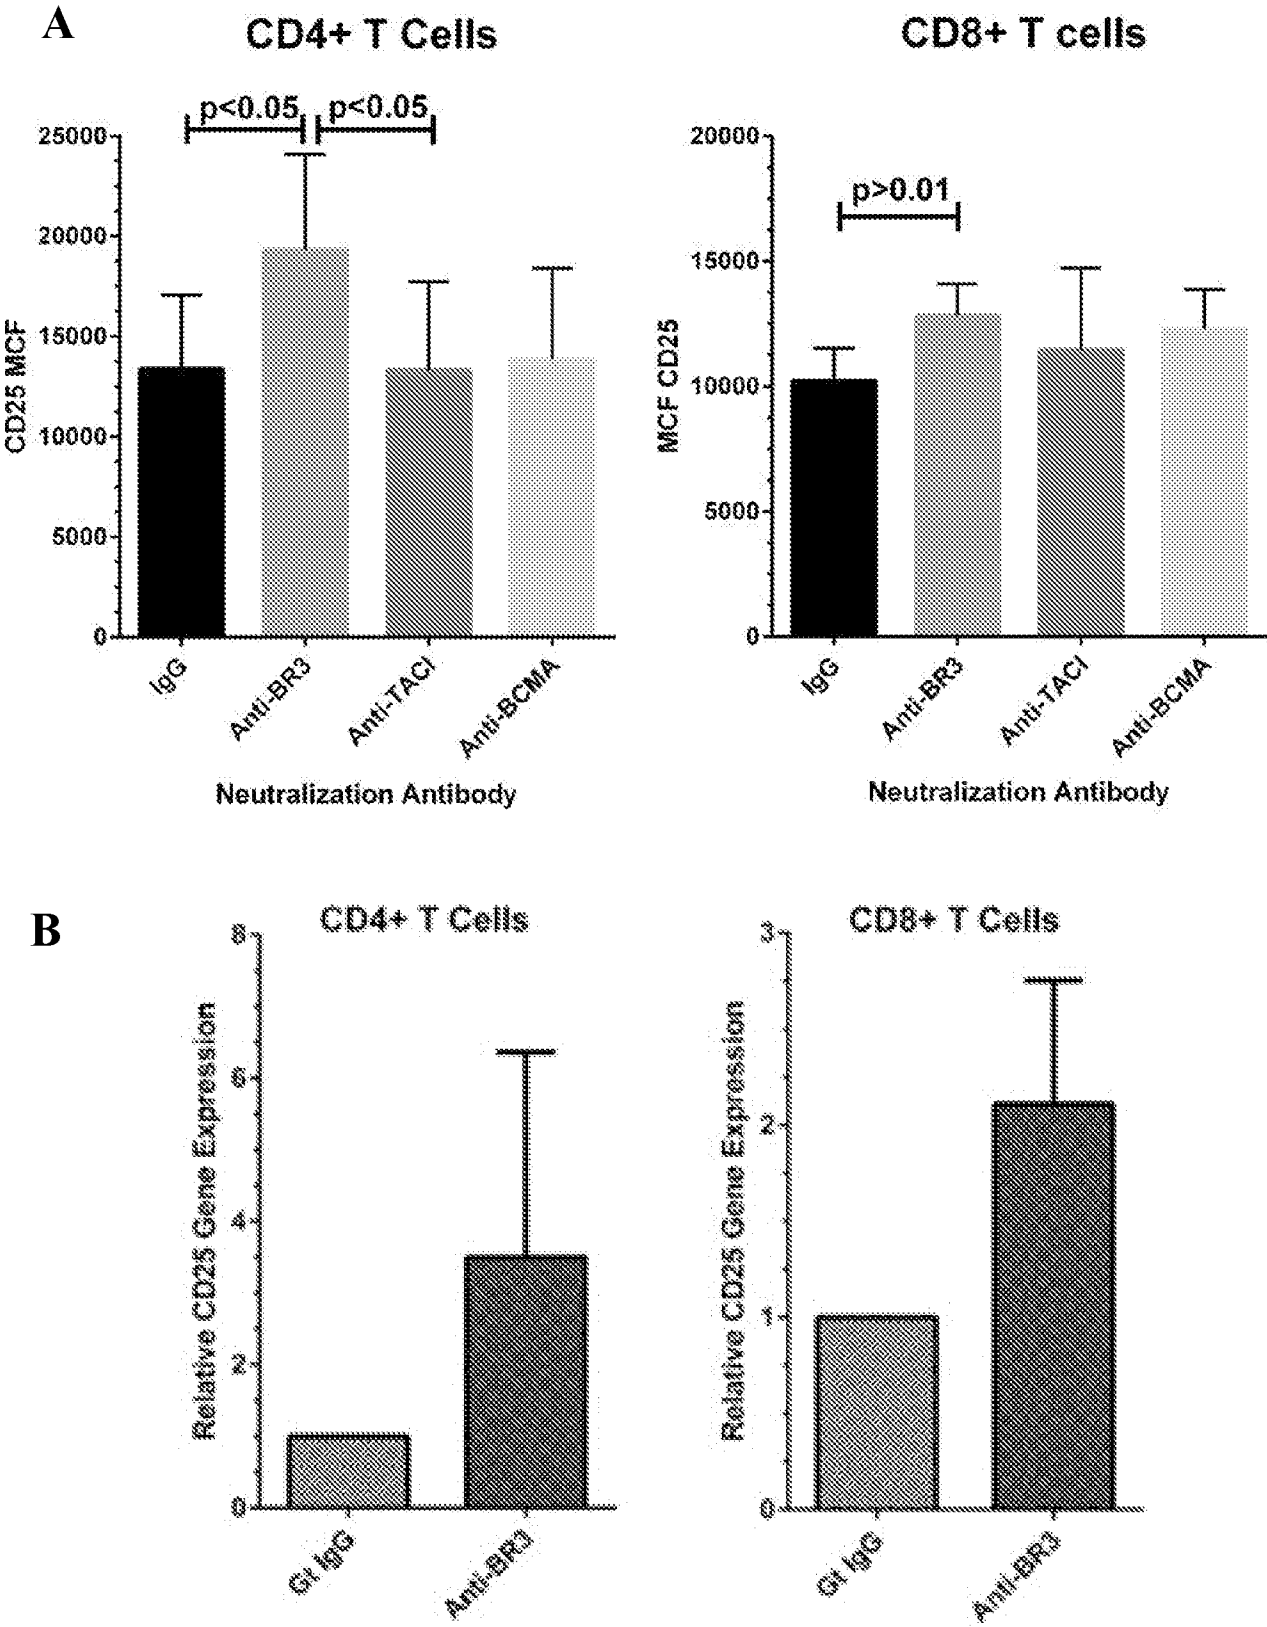 A
CD4+ T Cells
CD8+ T cells
p<0.05
p<0.05
25000
20000
15000
10000
5000
0
CD25 MCF
IgG
Anti-BR3
Anti-TACI
Anti-BCMA
Neutralization Antibody
p>0.01
20000
15000
10000
5000
0
MCF CD25
IgG
Anti-BR3
Anti-TACI
Anti-BCMA
Neutralization Antibody
B
CD4+ T Cells
8
6
4
2
0
Relative CD25 Gene Expression
Gt IgG
Anti-BR3
CD8+ T Cells
3
2
1
0
Relative CD25 Gene Expression
Gt IgG
Anti-BR3